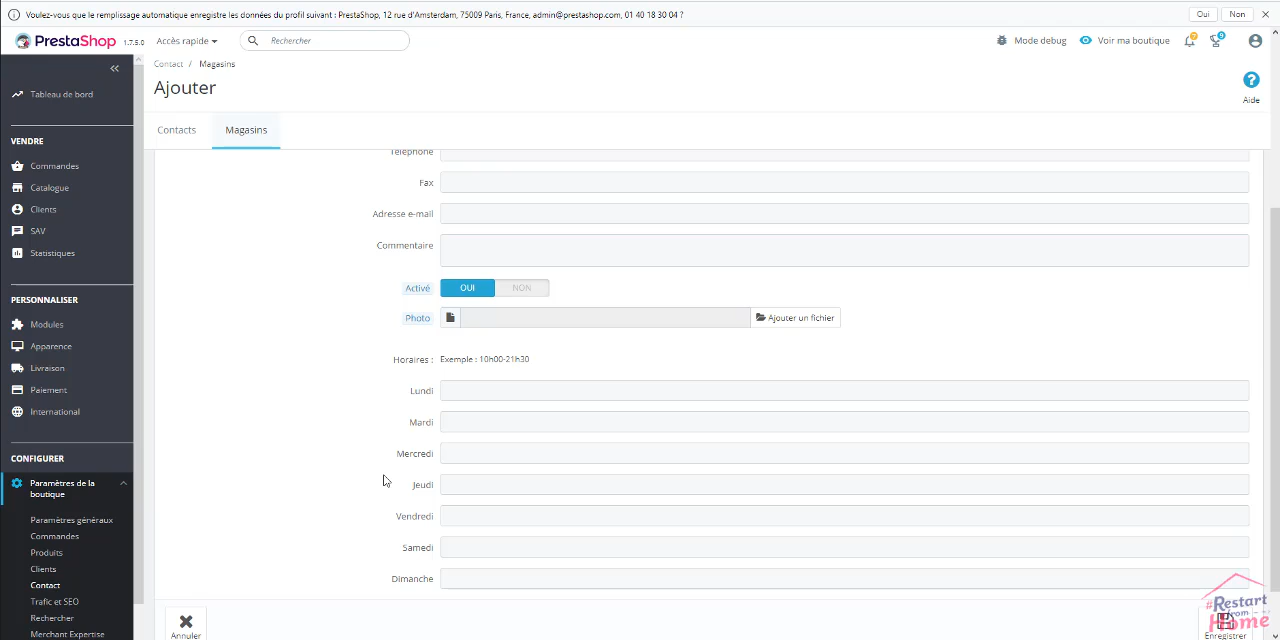 Voulez-vous que le remplissage automatique enregistre les données du profil suivant : PrestaShop, 12 rue d'Amsterdam, 75009 Paris, France, admin@prestashop.com, 01 40 18 30 04 ? Oui Non
PrestaShop 1.7.5.0 Accès rapide Rechercher Mode debug Voir ma boutique ? 9
Contact / Magasins
Ajouter
? Aide
Contacts Magasins
Tableau de bord
VENDRE
Commandes
Catalogue
Clients
SAV
Statistiques
PERSONNALISER
Modules
Apparence
Livraison
Paiement
International
CONFIGURER
Paramètres de la
boutique
Paramètres généraux
Commandes
Produits
Clients
Contact
Trafic et SEO
Rechercher
Merchant Expertise
Téléphone
Fax
Adresse e-mail
Commentaire
Activé OUI NON
Photo Ajouter un fichier
Horaires : Exemple : 10h00-21h30
Lundi
Mardi
Mercredi
Jeudi
Vendredi
Samedi
Dimanche
Annuler
Enregistrer
#Restart
from
Home